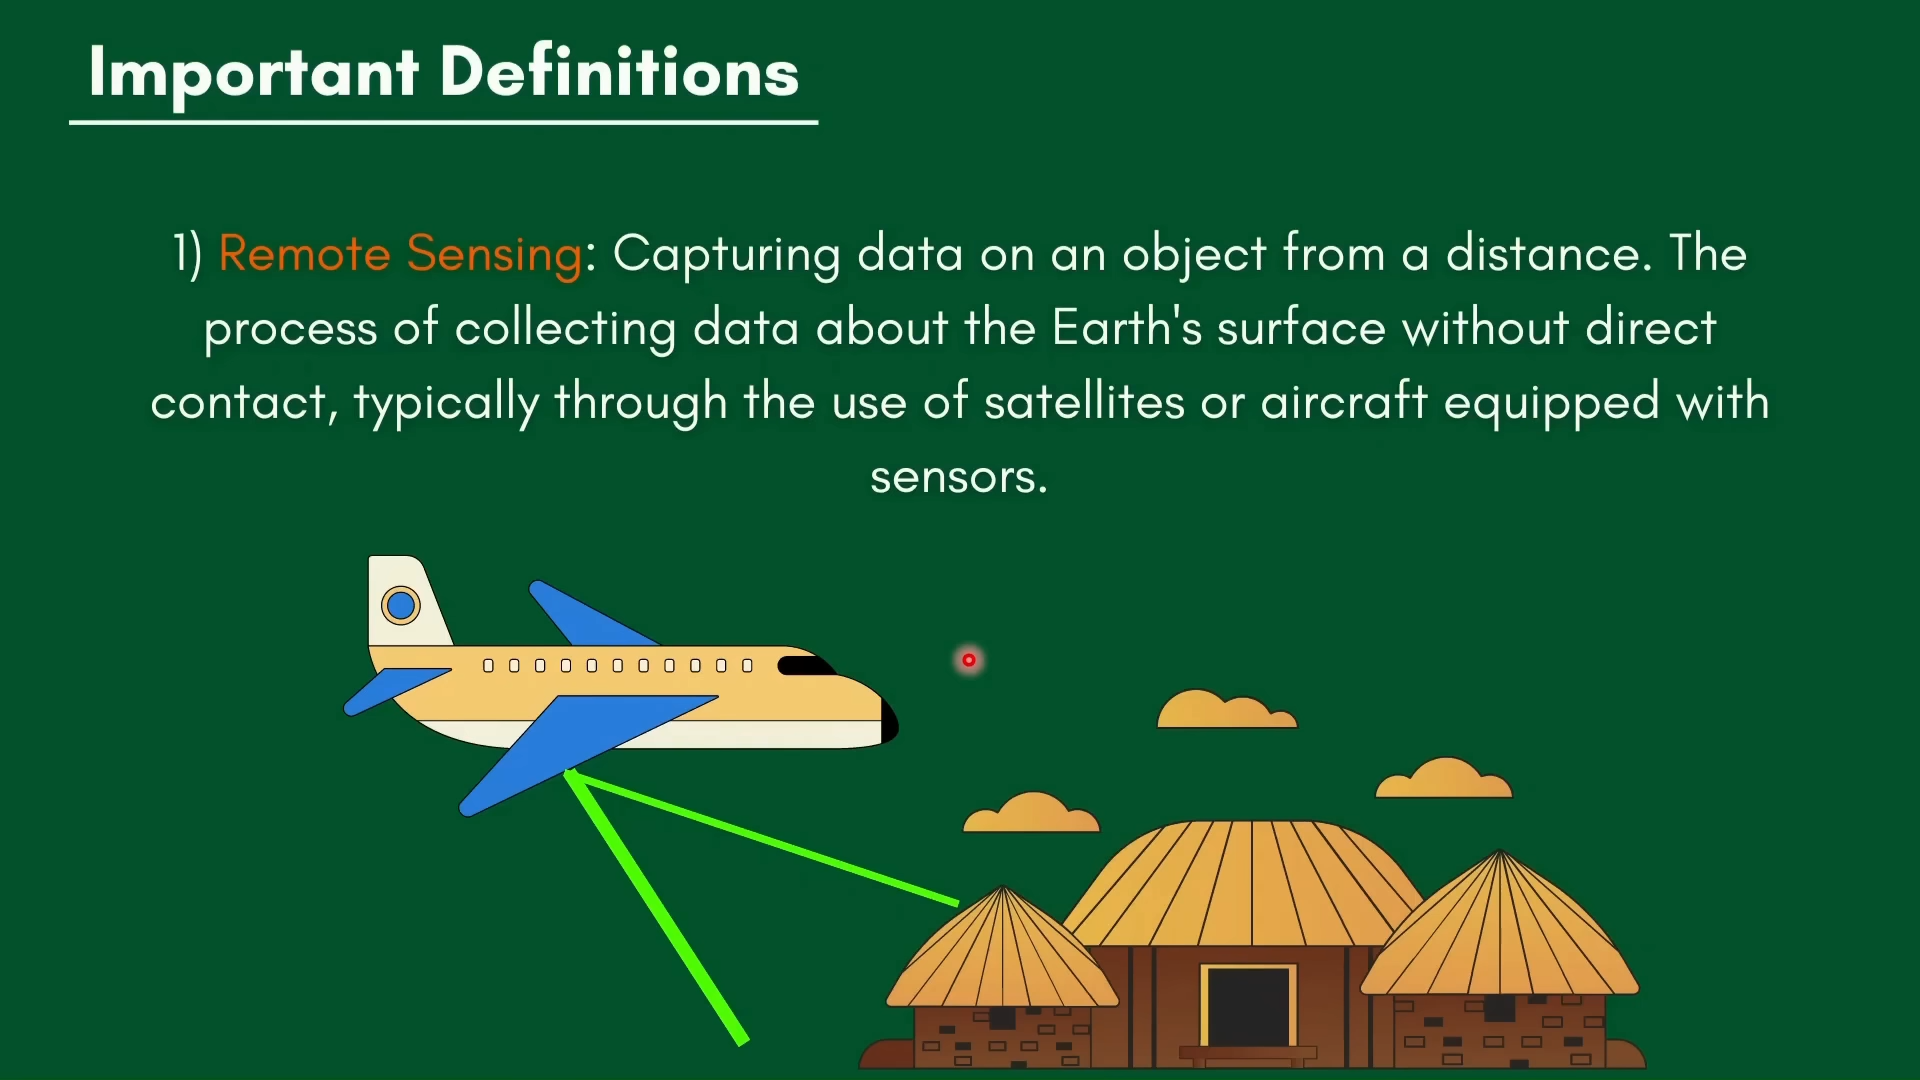 Important Definitions
1) Remote Sensing: Capturing data on an object from a distance. The
process of collecting data about the Earth's surface without direct
contact, typically through the use of satellites or aircraft equipped with
sensors.